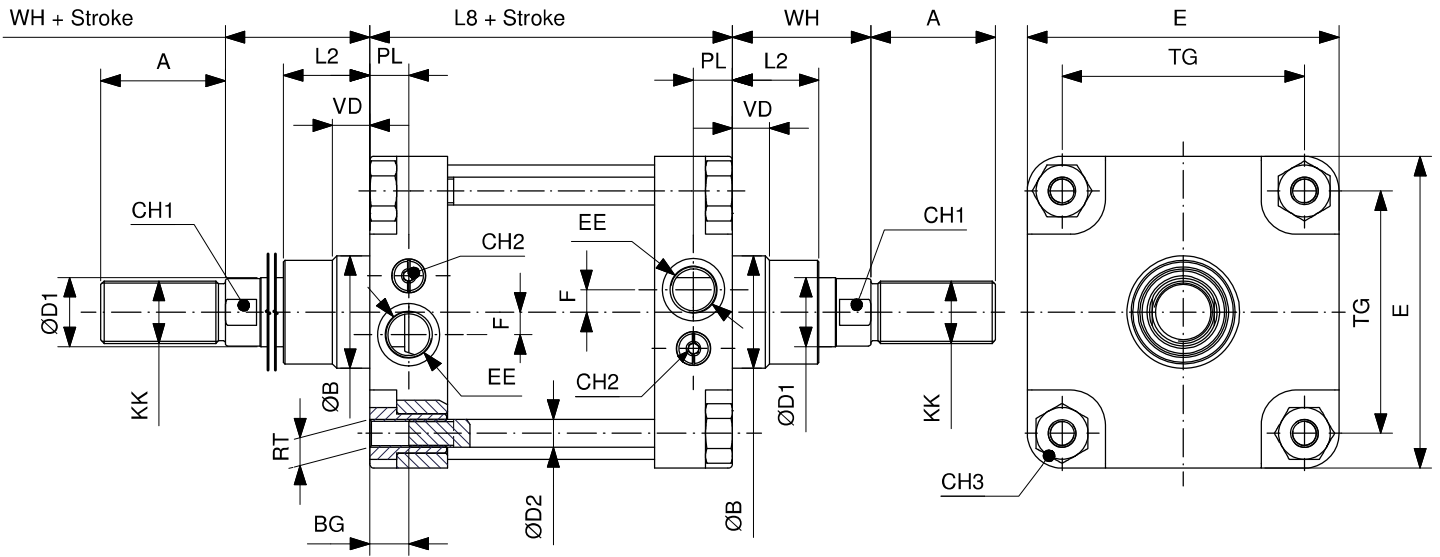 WH + Stroke
L8 + Stroke
WH
A
E
A
L2
PL
PL
L2
TG
VD
VD
CH1
EE
CH1
CH2
ØD1
F
F
TG
E
KK
ØB
EE
CH2
ØD1
KK
RT
CH3
BG
ØD2
ØB